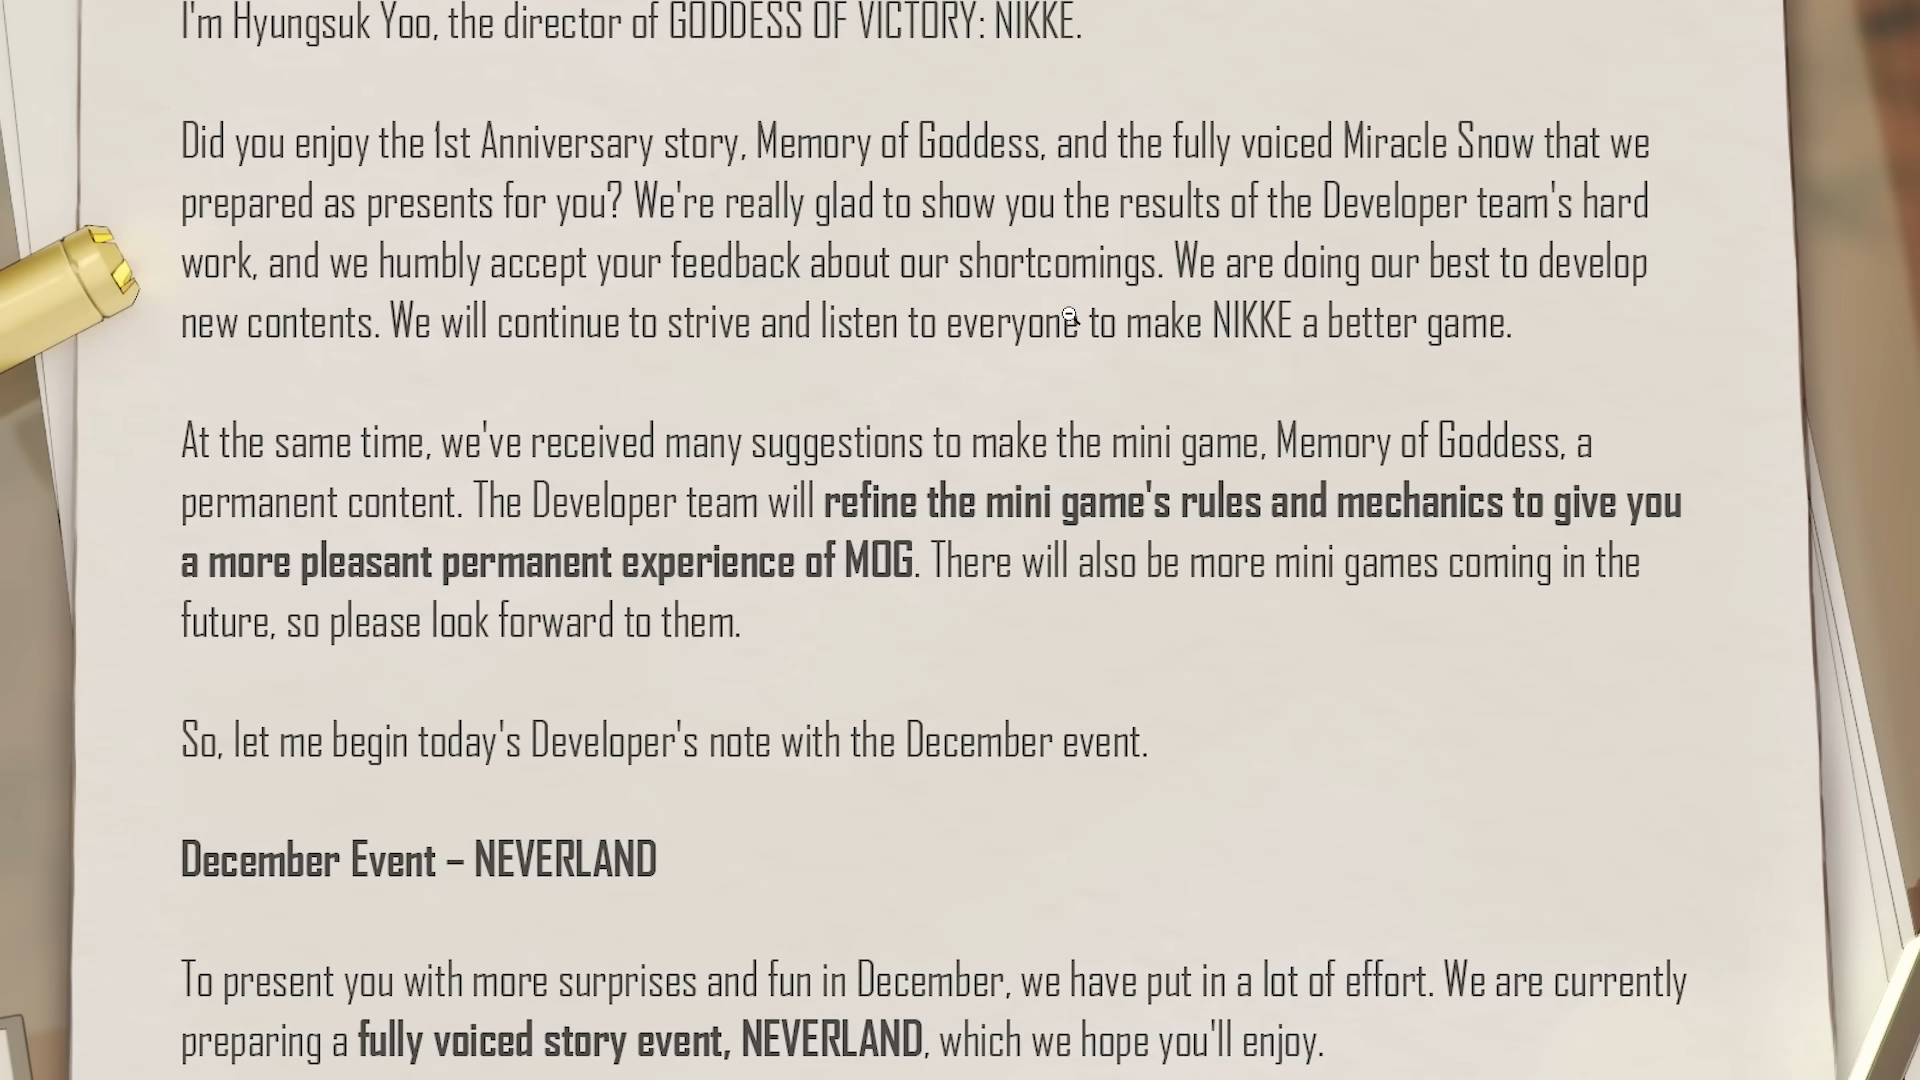 I'm Hyungsuk Yoo, the director of GODDESS OF VICTORY: NIKKE.
Did you enjoy the 1st Anniversary story, Memory of Goddess, and the fully voiced Miracle Snow that we
prepared as presents for you? We're really glad to show you the results of the Developer team's hard
work, and we humbly accept your feedback about our shortcomings. We are doing our best to develop
new contents. We will continue to strive and listen to everyone to make NIKKE a better game.
At the same time, we've received many suggestions to make the mini game, Memory of Goddess, a
permanent content. The Developer team will refine the mini game's rules and mechanics to give you
a more pleasant permanent experience of MOG. There will also be more mini games coming in the
future, so please look forward to them.
So, let me begin today's Developer's note with the December event.
December Event – NEVERLAND
To present you with more surprises and fun in December, we have put in a lot of effort. We are currently
preparing a fully voiced story event, NEVERLAND, which we hope you'll enjoy.